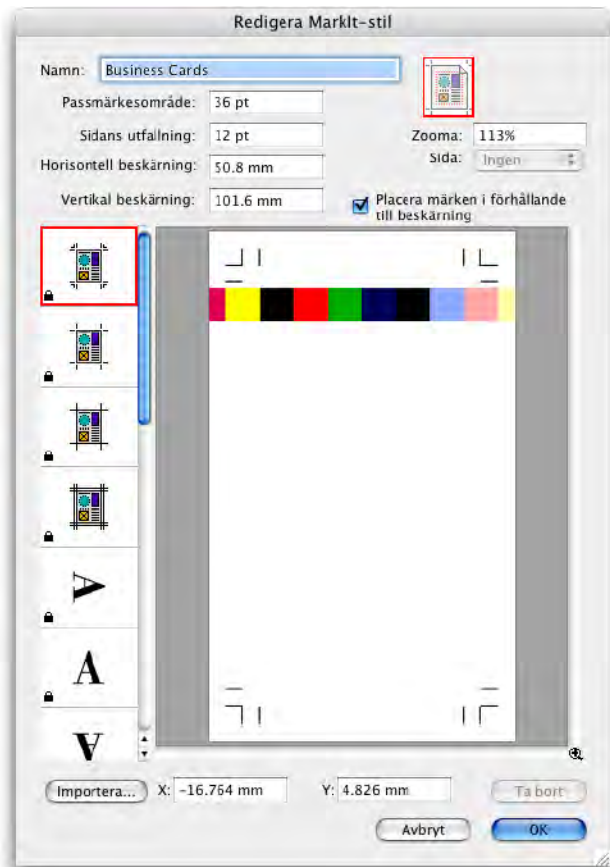 Redigera MarkIt-stil
Namn: Business Cards
Passmärkesområde: 36 pt
Sidans utfallning: 12 pt
Zooma: 113%
Horisontell beskärning: 50.8 mm
Sida: Ingen
Vertikal beskärning: 101.6 mm
Placera märken i förhållande
till beskärning
A
A
A
Importera... X: -16.764 mm Y: 4.826 mm Ta bort
Avbryt OK